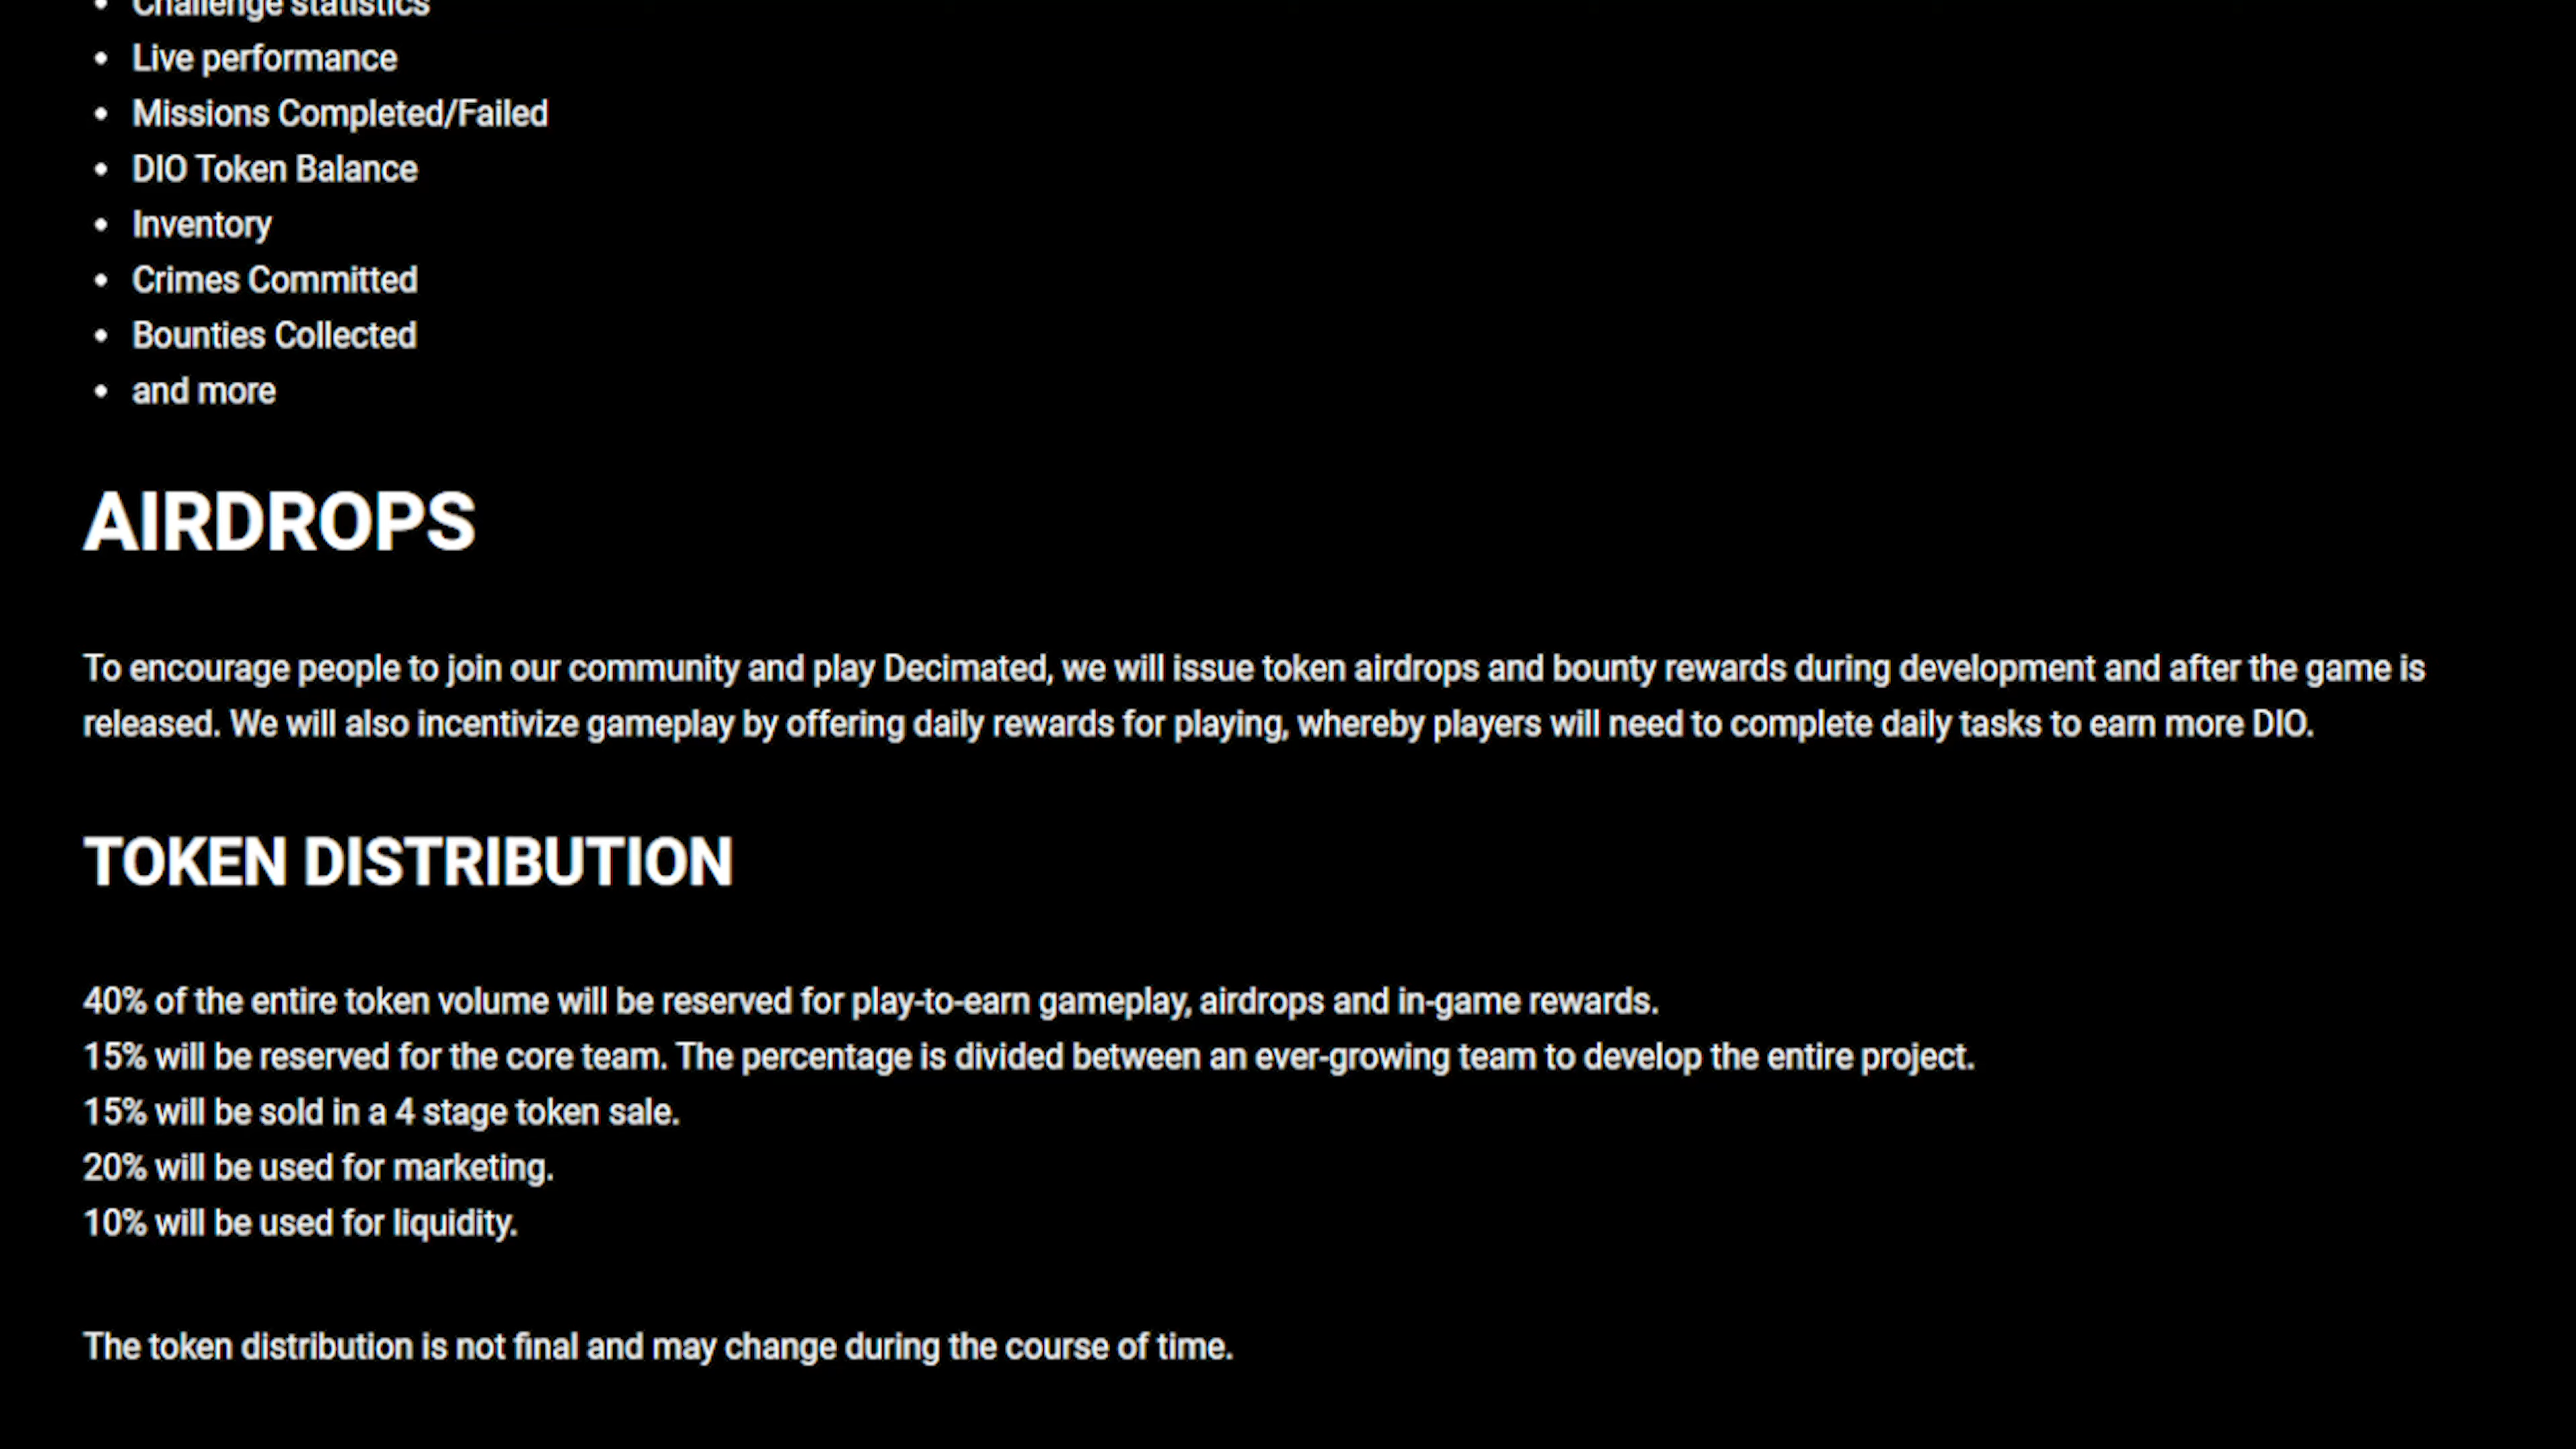 • Challenge statistics
• Live performance
• Missions Completed/Failed
• DIO Token Balance
• Inventory
• Crimes Committed
• Bounties Collected
• and more
AIRDROPS
To encourage people to join our community and play Decimated, we will issue token airdrops and bounty rewards during development and after the game is
released. We will also incentivize gameplay by offering daily rewards for playing, whereby players will need to complete daily tasks to earn more DIO.
TOKEN DISTRIBUTION
40% of the entire token volume will be reserved for play-to-earn gameplay, airdrops and in-game rewards.
15% will be reserved for the core team. The percentage is divided between an ever-growing team to develop the entire project.
15% will be sold in a 4 stage token sale.
20% will be used for marketing.
10% will be used for liquidity.
The token distribution is not final and may change during the course of time.